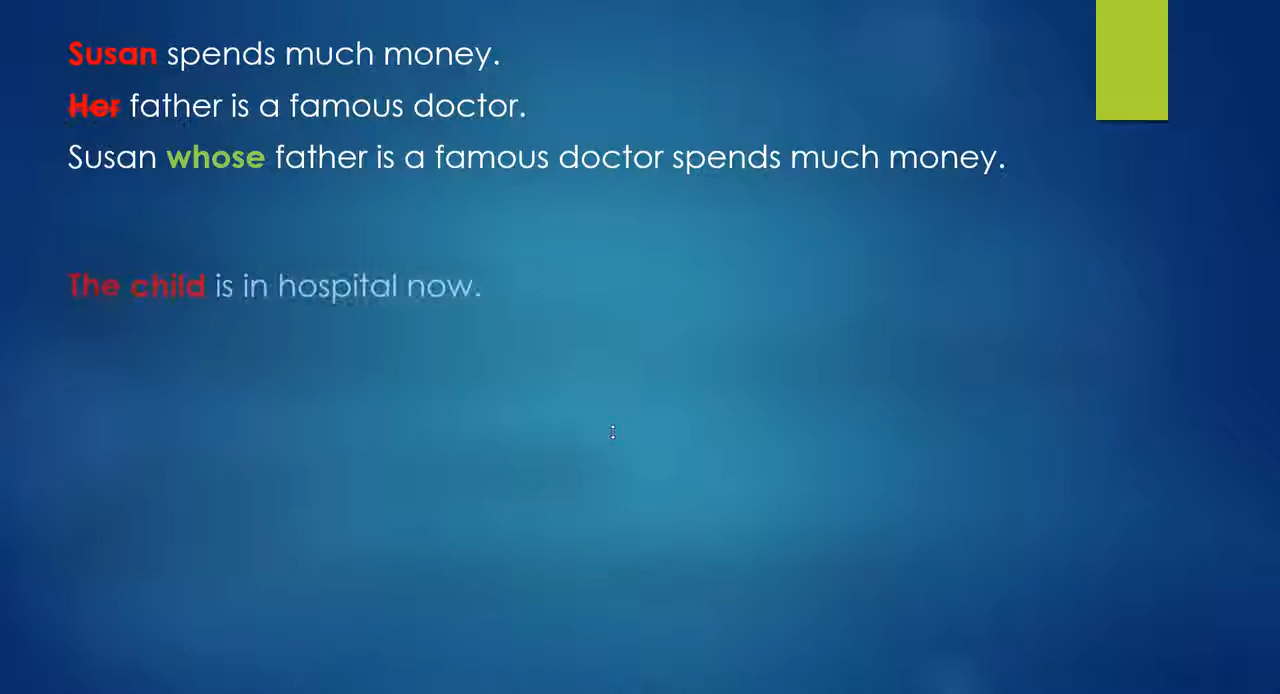 Susan spends much money.
Her father is a famous doctor.
Susan whose father is a famous doctor spends much money.
The child is in hospital now.